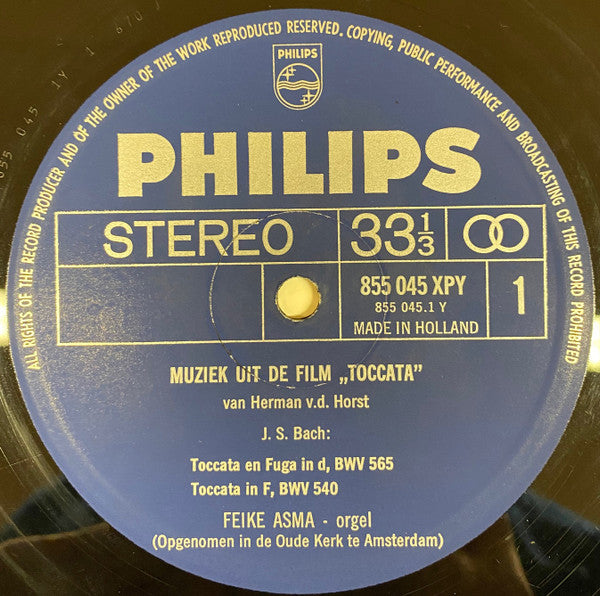 ALL RIGHTS OF THE RECORD PRODUCER AND OF THE OWNER OF THE WORK REPRODUCED RESERVED. COPYING, PUBLIC PERFORMANCE AND BROADCASTING OF THIS RECORD PROHIBITED
PHILIPS
PHILIPS
STEREO
33 1/3
855 045 XPY
855 045.1 Y
MADE IN HOLLAND
1
MUZIEK UIT DE FILM „TOCCATA”
van Herman v.d. Horst
J. S. Bach:
Toccata en Fuga in d, BWV 565
Toccata in F, BWV 540
FEIKE ASMA - orgel
(Opgenomen in de Oude Kerk te Amsterdam)